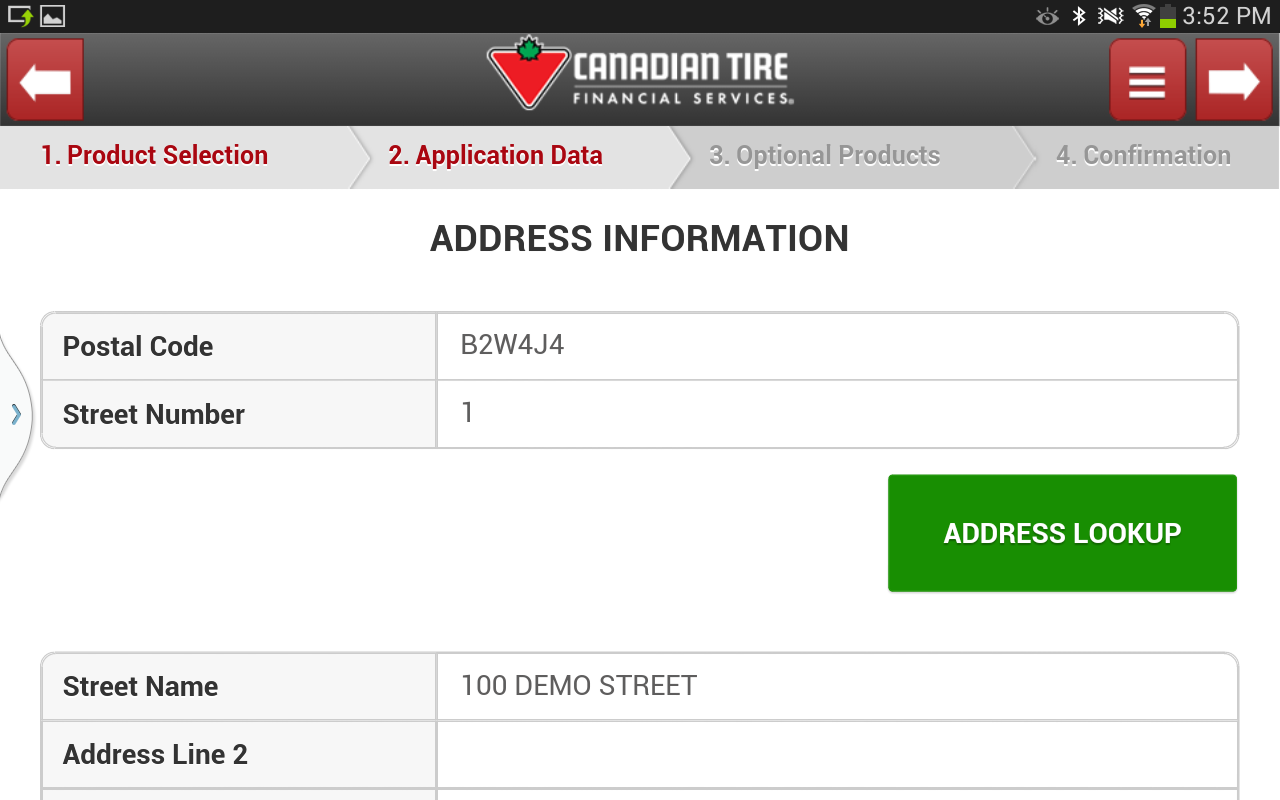 3:52 PM
CANADIAN TIRE
FINANCIAL SERVICES®
1. Product Selection
2. Application Data
3. Optional Products
4. Confirmation
ADDRESS INFORMATION
Postal Code B2W4J4
Street Number 1
ADDRESS LOOKUP
Street Name 100 DEMO STREET
Address Line 2